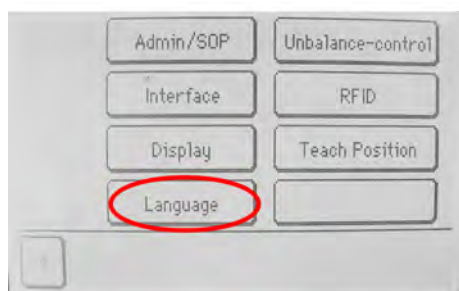 Admin/SOP Unbalance-control
Interface RFID
Display Teach Position
Language